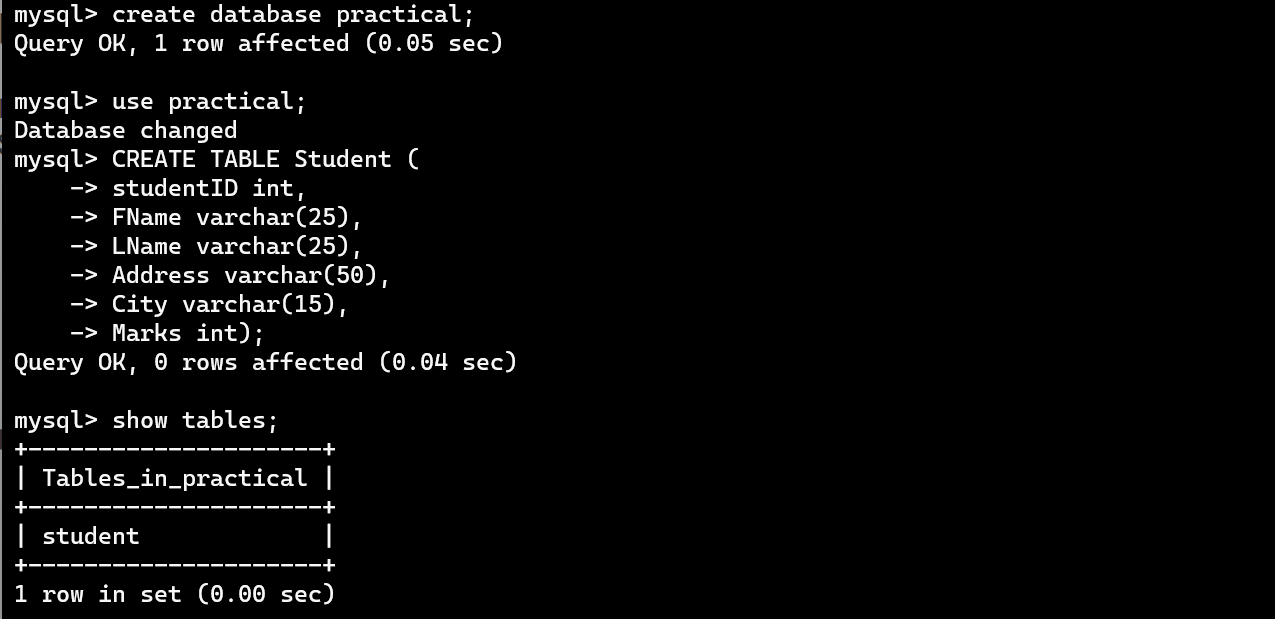 mysql> create database practical;
Query OK, 1 row affected (0.05 sec)
mysql> use practical;
Database changed
mysql> CREATE TABLE Student (
    -> studentID int,
    -> FName varchar(25),
    -> LName varchar(25),
    -> Address varchar(50),
    -> City varchar(15),
    -> Marks int);
Query OK, 0 rows affected (0.04 sec)
mysql> show tables;
+---------------------+
| Tables_in_practical |
+---------------------+
| student             |
+---------------------+
1 row in set (0.00 sec)